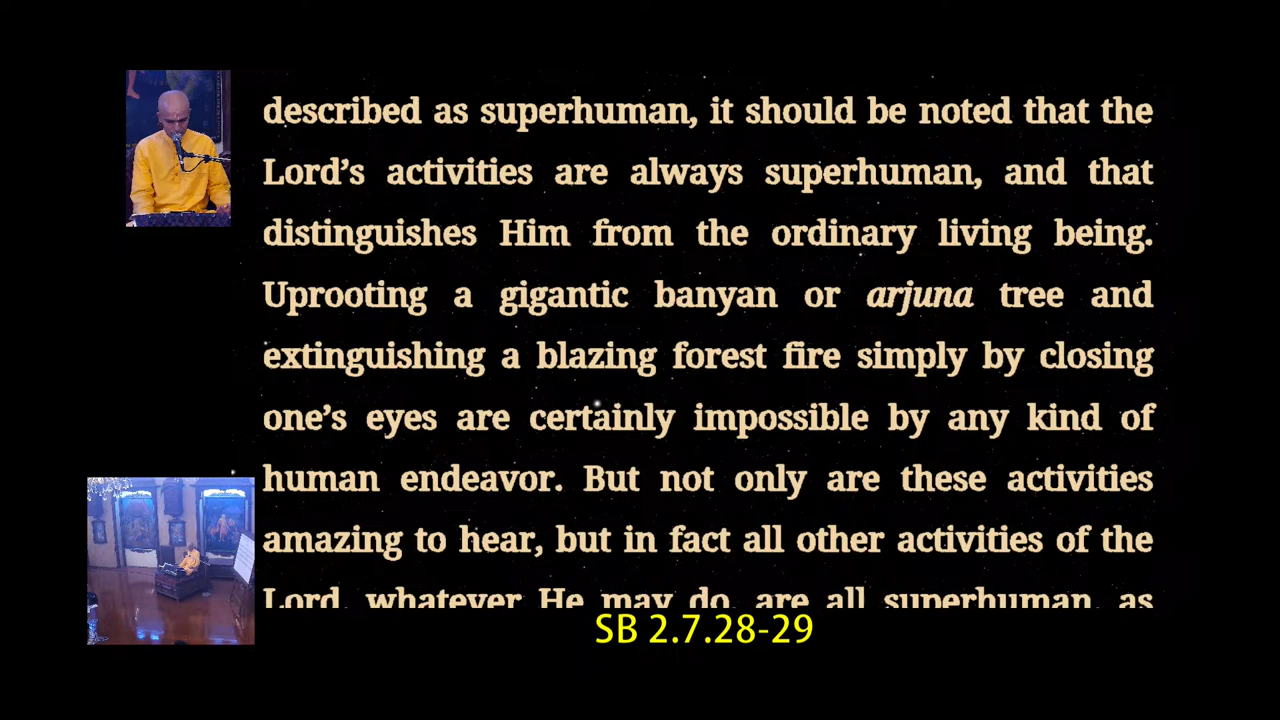 described as superhuman, it should be noted that the
Lord's activities are always superhuman, and that
distinguishes Him from the ordinary living being.
Uprooting a gigantic banyan or arjuna tree and
extinguishing a blazing forest fire simply by closing
one's eyes are certainly impossible by any kind of
human endeavor. But not only are these activities
amazing to hear, but in fact all other activities of the
Lord, whatever He may do, are all superhuman, as
SB 2.7.28-29